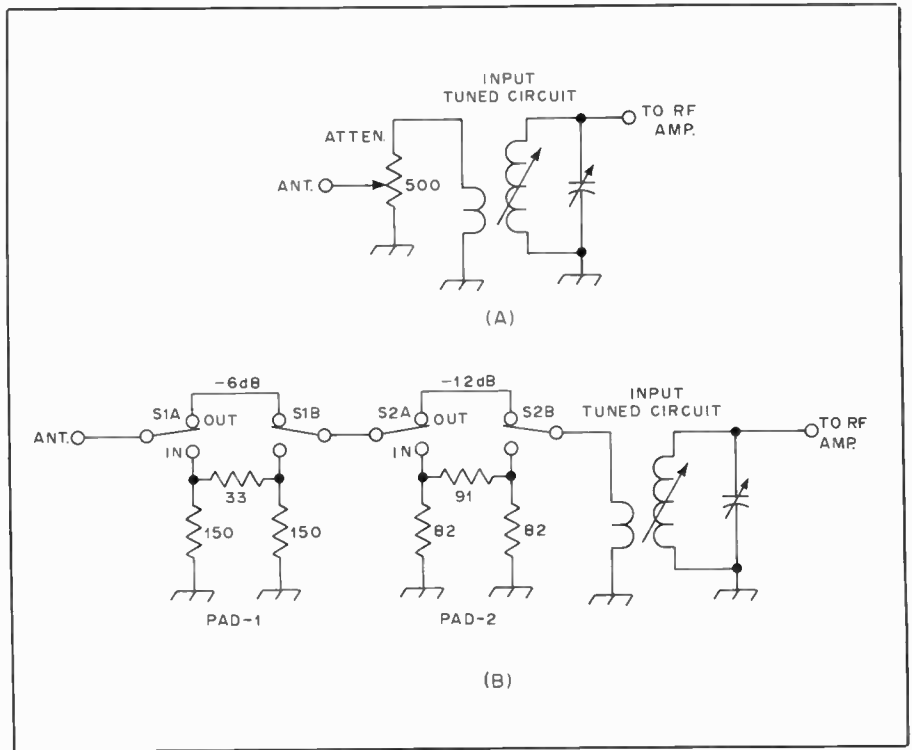 INPUT
TUNED CIRCUIT
TO RF
AMP.
ATTEN.
ANT.
500
(A)
-6dB
-12dB
INPUT
TUNED CIRCUIT
S1A
OUT
S1B
S2A
OUT
S2B
TO RF
AMP.
ANT.
IN
IN
33
91
150
150
82
82
PAD-1
PAD-2
(B)